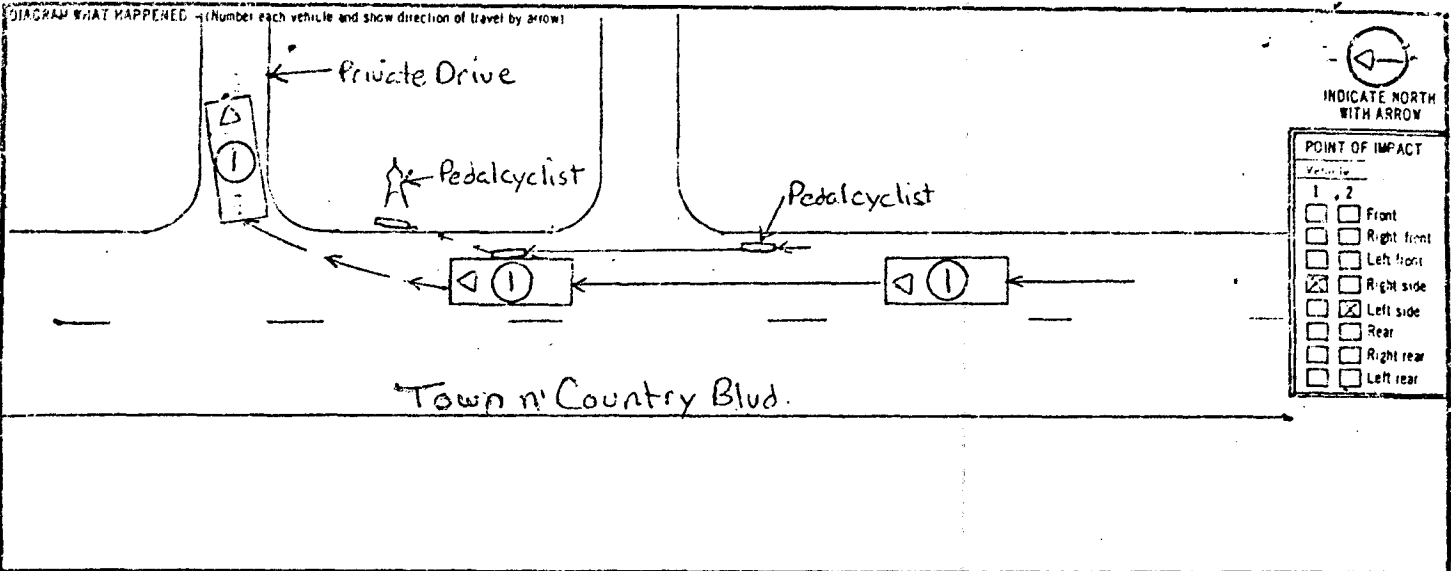 DIAGRAM WHAT HAPPENED - (Number each vehicle and show direction of travel by arrow)
Private Drive
INDICATE NORTH
WITH ARROW
1
Pedalcyclist
Pedalcyclist
1
1
Town n' Country Blvd.
POINT OF IMPACT
Vehicle
1 2
Front
Right front
Left front
Right side
Left side
Rear
Right rear
Left rear